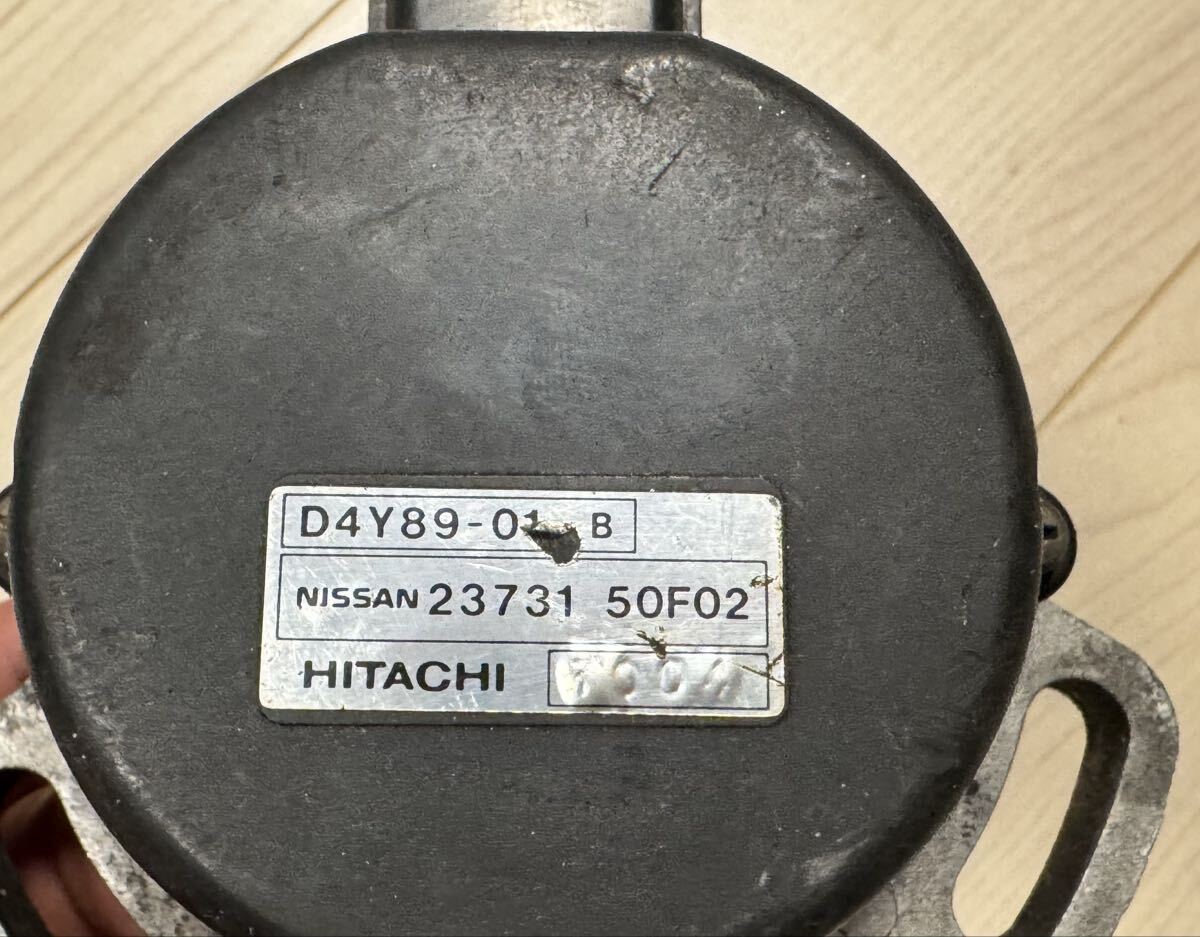 D4Y89-01 B
NISSAN 23731 50F02
HITACHI